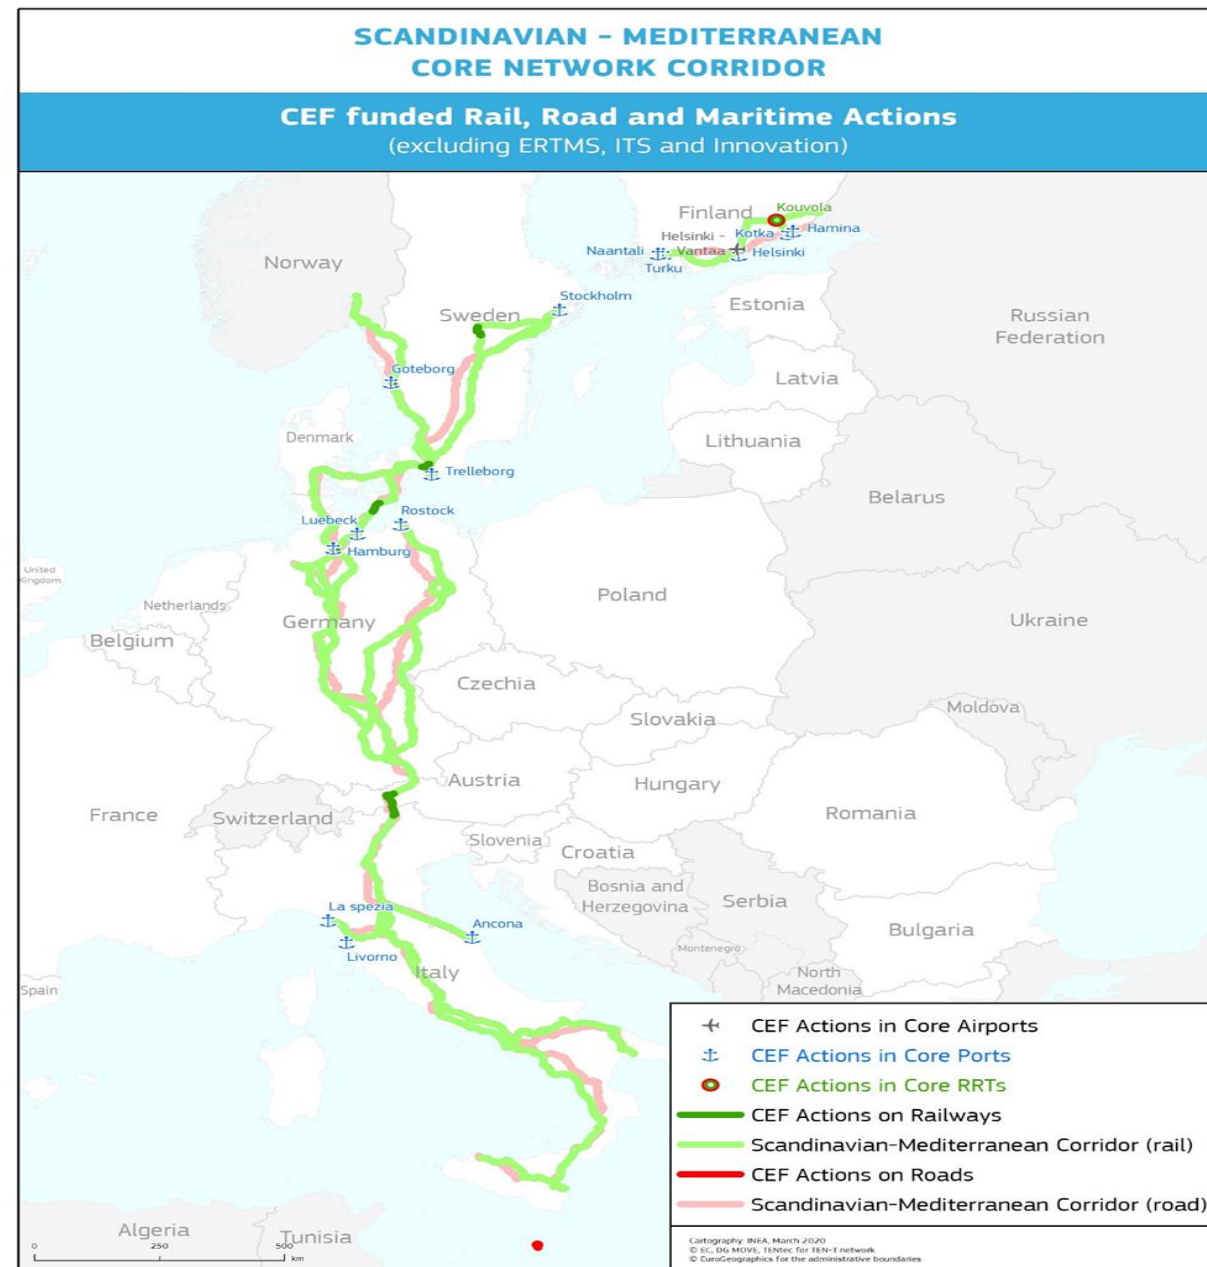 SCANDINAVIAN - MEDITERRANEAN
CORE NETWORK CORRIDOR
CEF funded Rail, Road and Maritime Actions
(excluding ERTMS, ITS and Innovation)
Finland
Kouvola
Helsinki -
Vantaa
Kotka
Hamina
Naantali
Turku
Helsinki
Norway
Stockholm
Sweden
Estonia
Russian
Federation
Goteborg
Latvia
Denmark
Lithuania
Trelleborg
Belarus
Luebeck
Rostock
Hamburg
United
Kingdom
Netherlands
Poland
Germany
Ukraine
Belgium
Czechia
Slovakia
Moldova
Austria
Hungary
France
Switzerland
Romania
Slovenia
Croatia
Bosnia and
Herzegovina
Serbia
La spezia
Ancona
Bulgaria
Livorno
Montenegro
Italy
North
Macedonia
Spain
CEF Actions in Core Airports
CEF Actions in Core Ports
CEF Actions in Core RRTs
CEF Actions on Railways
Scandinavian-Mediterranean Corridor (rail)
CEF Actions on Roads
Scandinavian-Mediterranean Corridor (road)
Algeria
Tunisia
0 250 500
km
Cartography: INEA, March 2020
© EC, DG MOVE, TENtec for TEN-T network
© EuroGeographics for the administrative boundaries